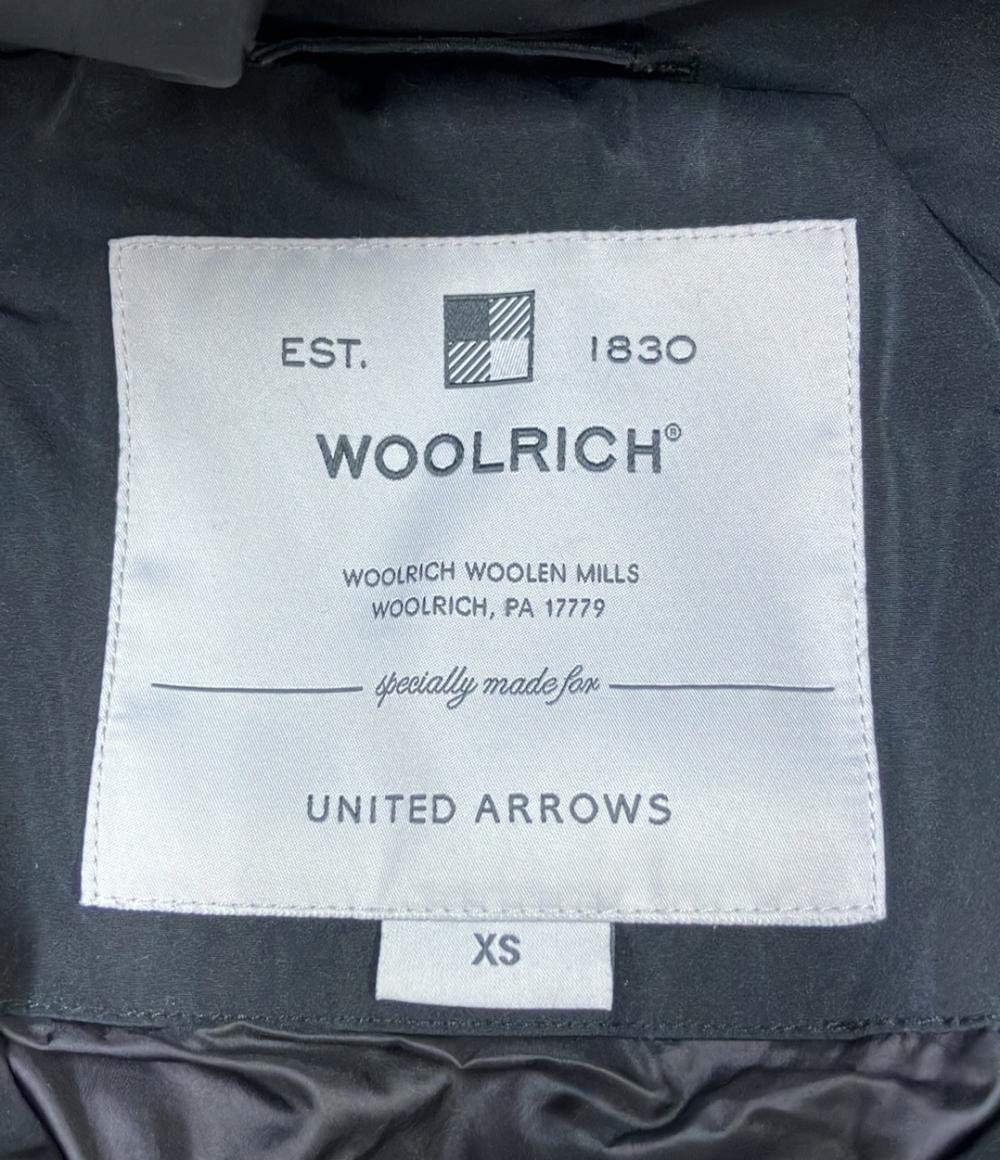 EST. 1830
WOOLRICH®
WOOLRICH WOOLEN MILLS
WOOLRICH, PA 17779
specially made for
UNITED ARROWS
XS